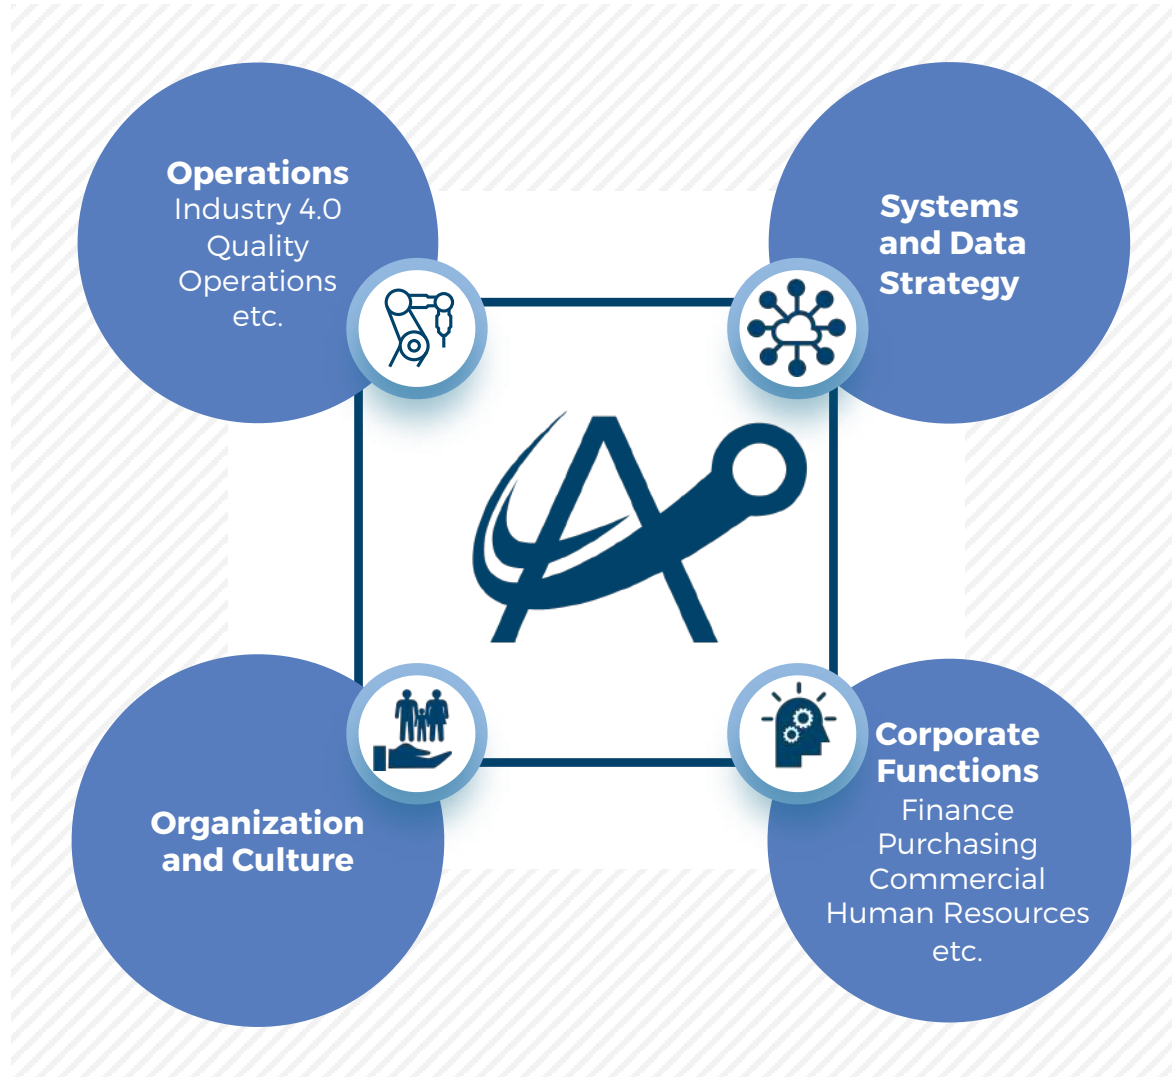 Operations
Industry 4.0
Quality
Operations
etc.
Systems
and Data
Strategy
Organization
and Culture
Corporate
Functions
Finance
Purchasing
Commercial
Human Resources
etc.